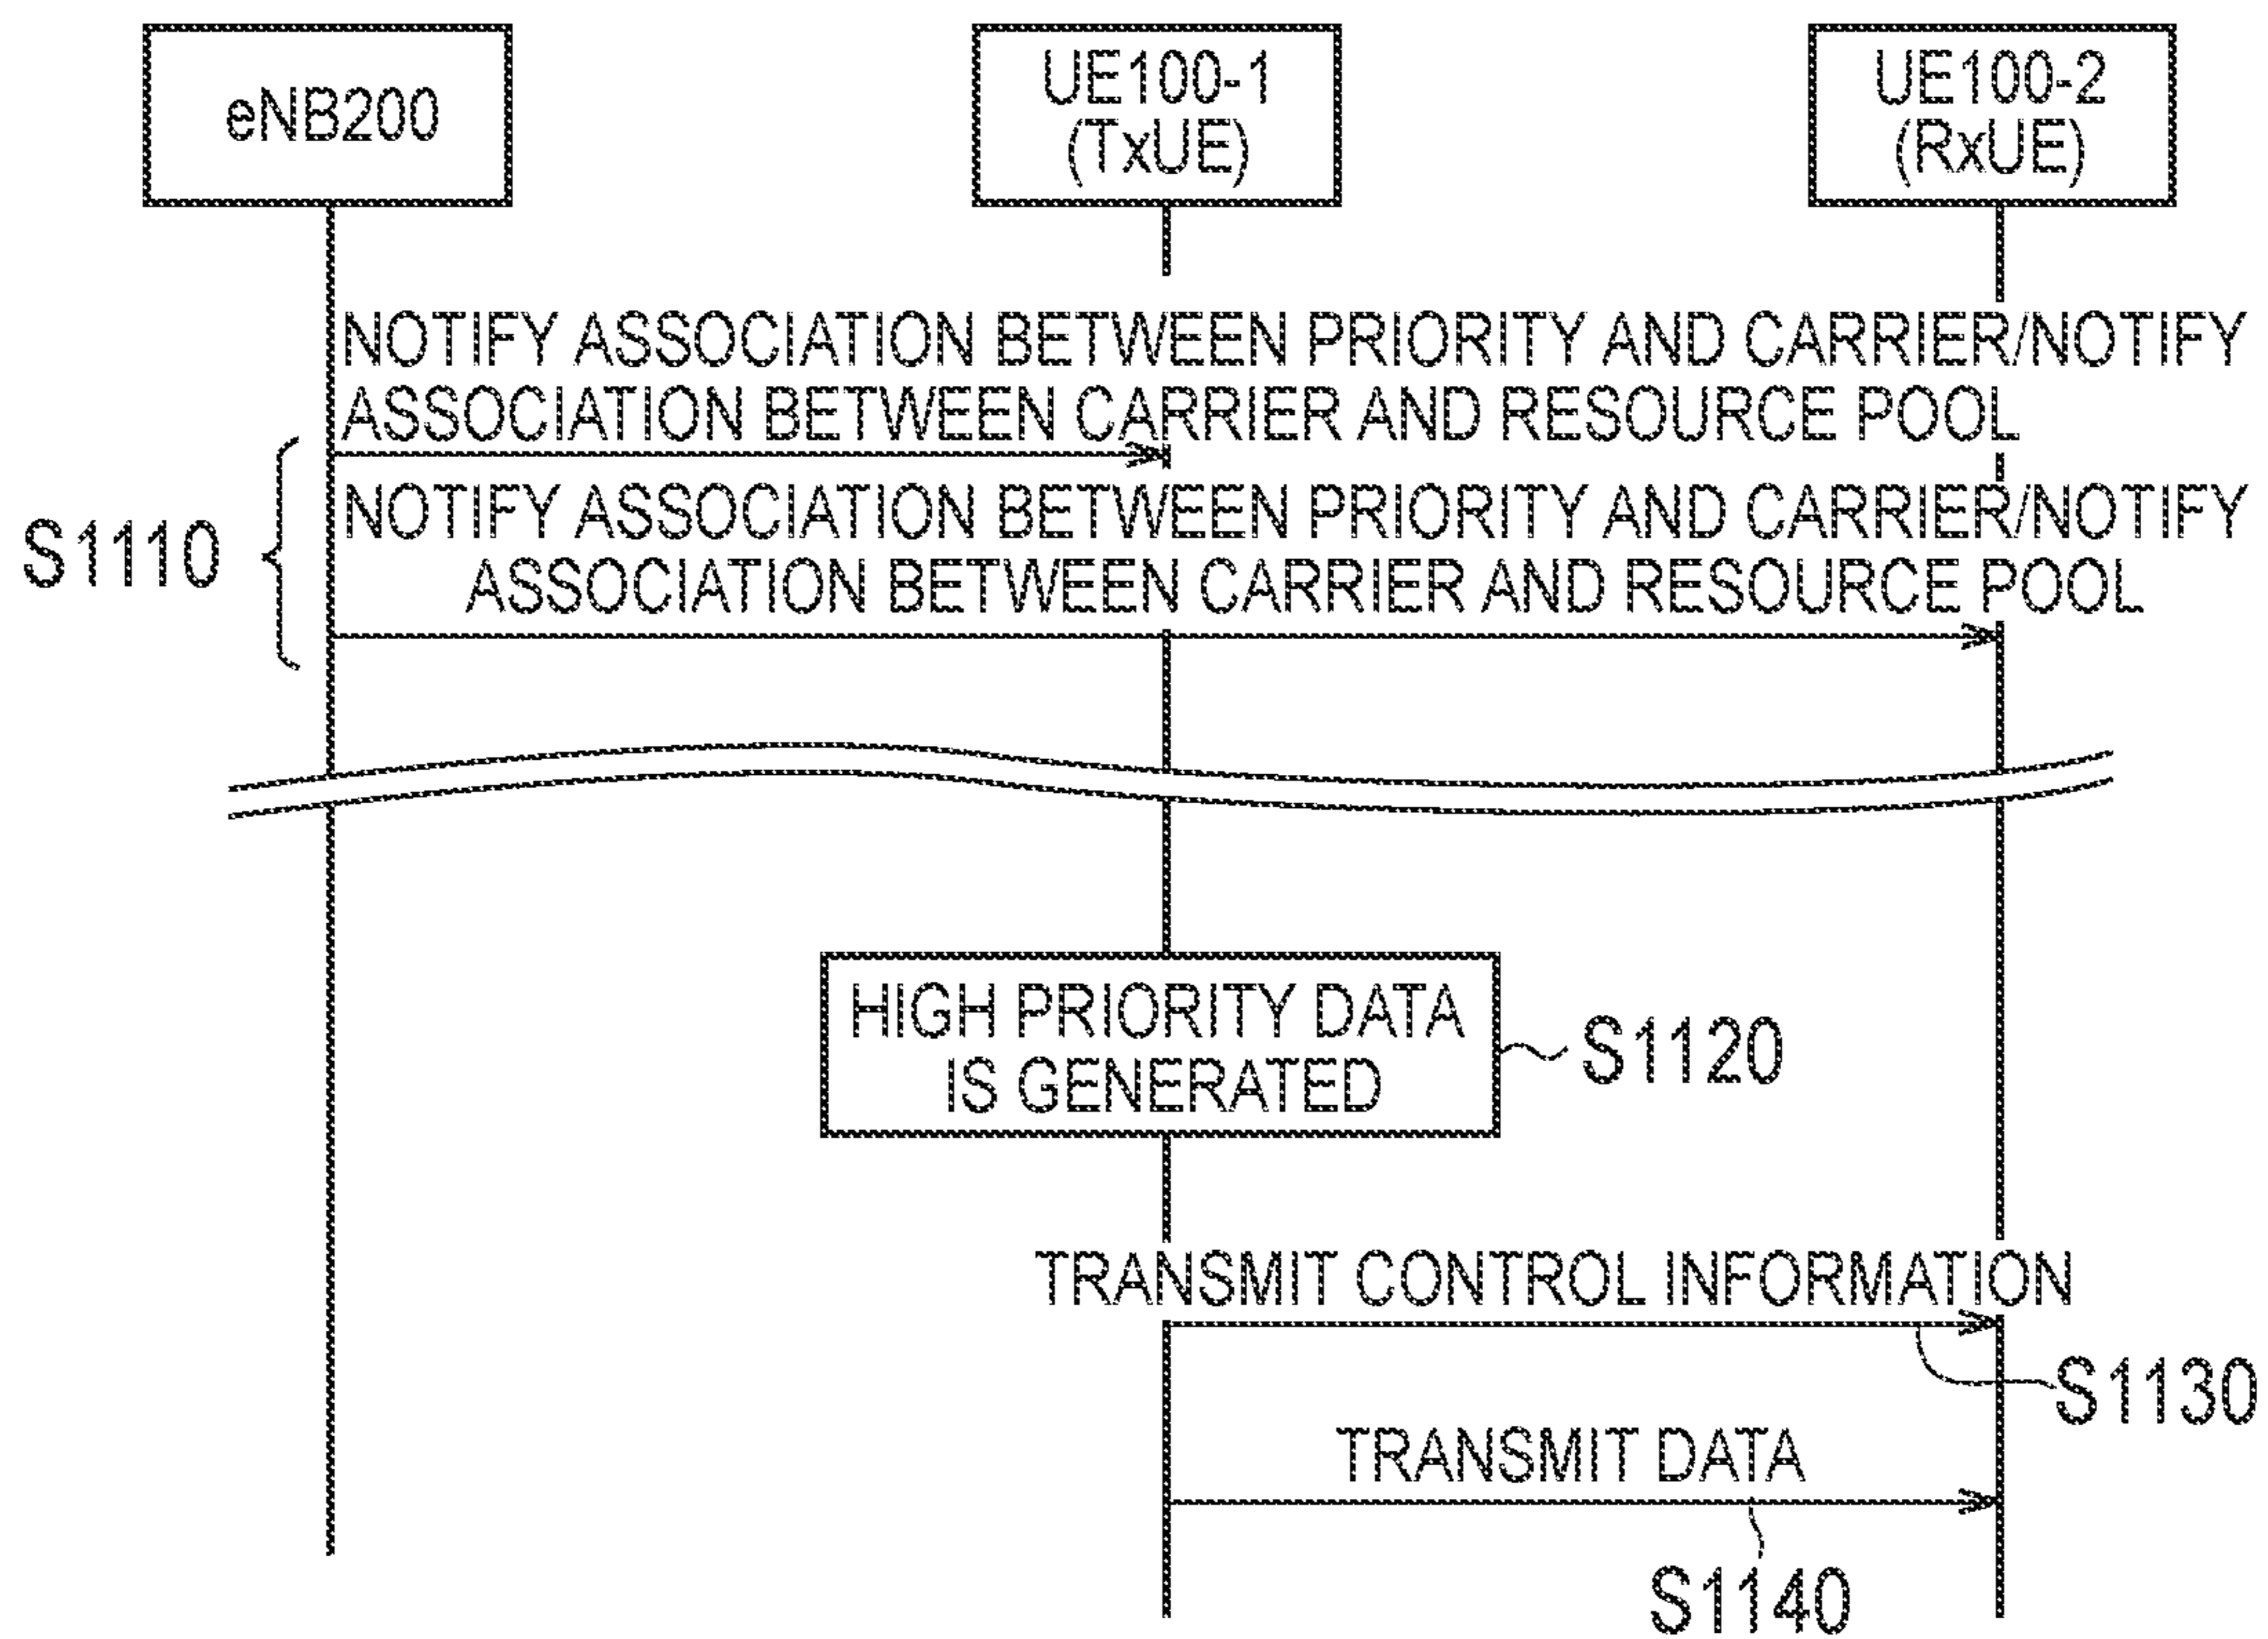 eNB200
UE100-1
(TxUE)
UE100-2
(RxUE)
NOTIFY ASSOCIATION BETWEEN PRIORITY AND CARRIER/NOTIFY
ASSOCIATION BETWEEN CARRIER AND RESOURCE POOL
S1110
NOTIFY ASSOCIATION BETWEEN PRIORITY AND CARRIER/NOTIFY
ASSOCIATION BETWEEN CARRIER AND RESOURCE POOL
HIGH PRIORITY DATA
IS GENERATED
S1120
TRANSMIT CONTROL INFORMATION
S1130
TRANSMIT DATA
S1140